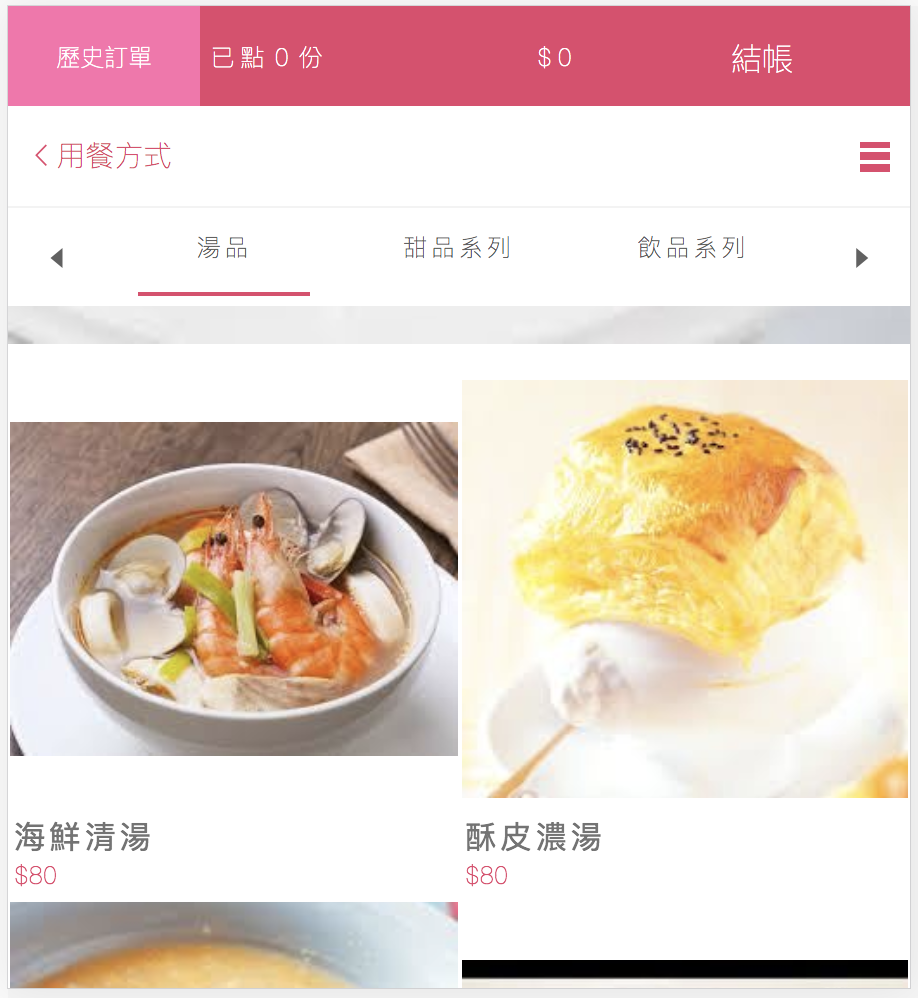 歷史訂單 已點 0 份 $ 0 結帳
用餐方式
湯品 甜品系列 飲品系列
海鮮清湯 酥皮濃湯
$80 $80